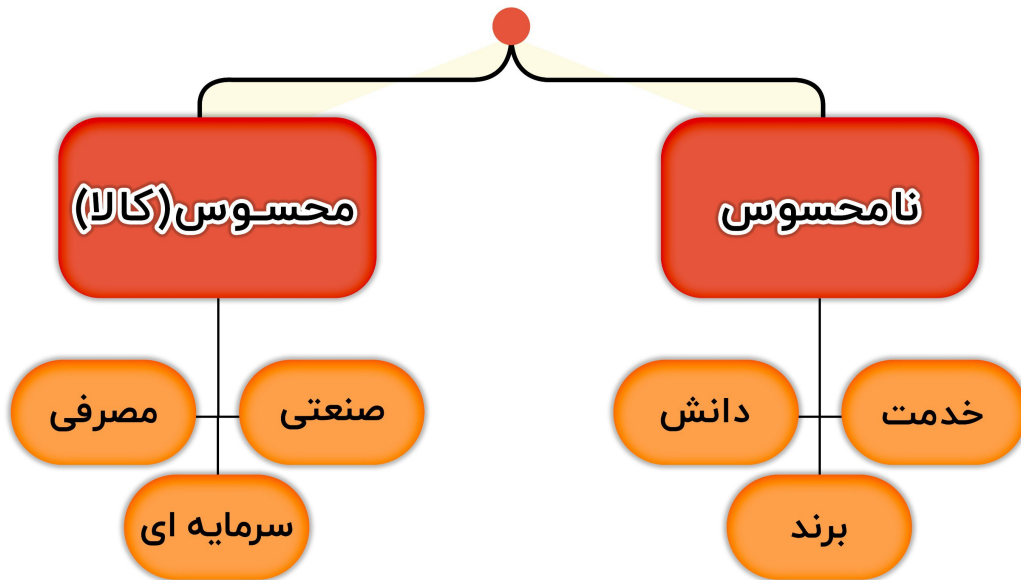 نامحسوس
محسوس(کالا)
خدمت
دانش
برند
صنعتی
مصرفی
سرمایه ای